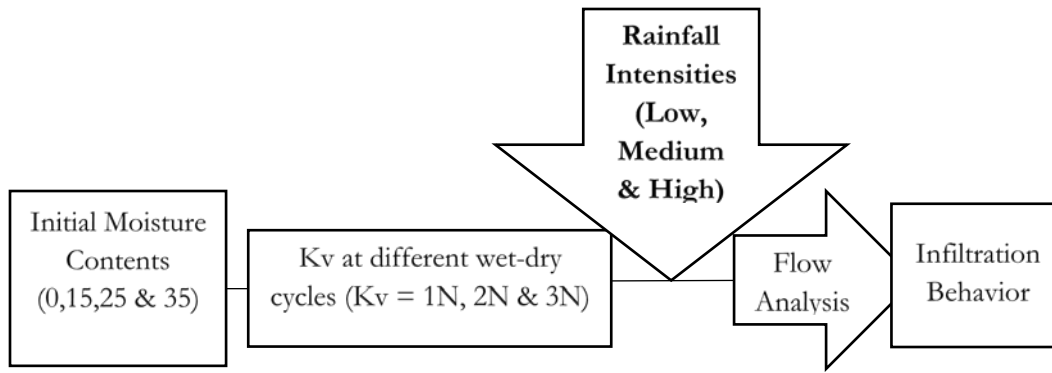 Rainfall
Intensities
(Low,
Medium
& High)
Initial Moisture
Contents
(0,15,25 & 35)
Kv at different wet-dry
cycles (Kv = 1N, 2N & 3N)
Flow
Analysis
Infiltration
Behavior